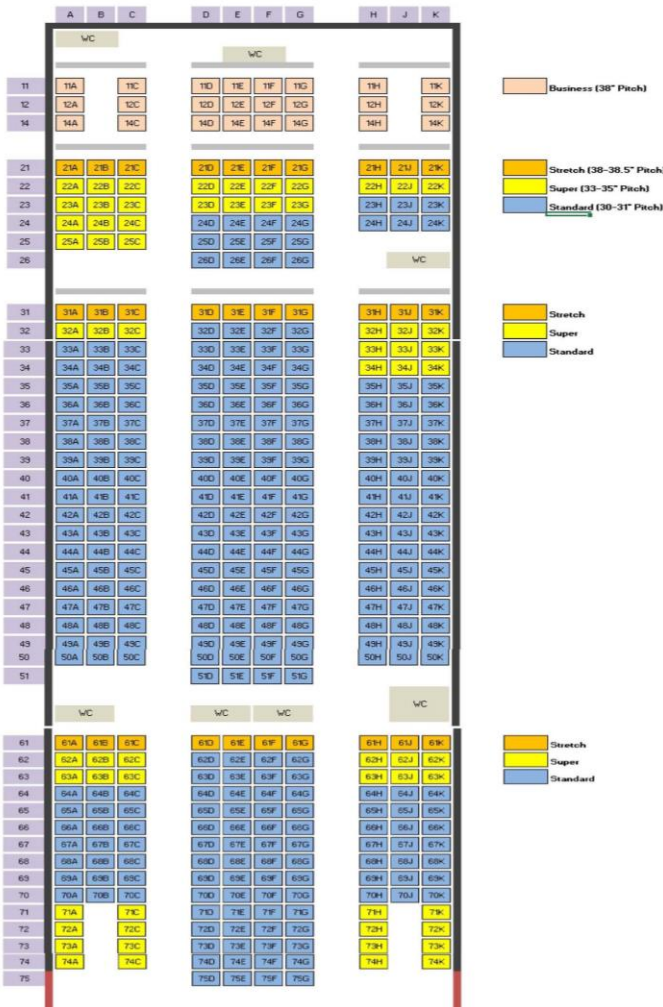 A B C D E F G H J K
WC
WC
11 11A 11C 11D 11E 11F 11G 11H 11K Business (38" Pitch)
12 12A 12C 12D 12E 12F 12G 12H 12K
14 14A 14C 14D 14E 14F 14G 14H 14K
21 21A 21B 21C 21D 21E 21F 21G 21H 21J 21K Stretch (38-38.5" Pitch)
22 22A 22B 22C 22D 22E 22F 22G 22H 22J 22K Super (33-35" Pitch)
23 23A 23B 23C 23D 23E 23F 23G 23H 23J 23K Standard (30-31" Pitch)
24 24A 24B 24C 24D 24E 24F 24G 24H 24J 24K
25 25A 25B 25C 25D 25E 25F 25G
26 26D 26E 26F 26G WC
31 31A 31B 31C 31D 31E 31F 31G 31H 31J 31K Stretch
32 32A 32B 32C 32D 32E 32F 32G 32H 32J 32K Super
33 33A 33B 33C 33D 33E 33F 33G 33H 33J 33K Standard
34 34A 34B 34C 34D 34E 34F 34G 34H 34J 34K
35 35A 35B 35C 35D 35E 35F 35G 35H 35J 35K
36 36A 36B 36C 36D 36E 36F 36G 36H 36J 36K
37 37A 37B 37C 37D 37E 37F 37G 37H 37J 37K
38 38A 38B 38C 38D 38E 38F 38G 38H 38J 38K
39 39A 39B 39C 39D 39E 39F 39G 39H 39J 39K
40 40A 40B 40C 40D 40E 40F 40G 40H 40J 40K
41 41A 41B 41C 41D 41E 41F 41G 41H 41J 41K
42 42A 42B 42C 42D 42E 42F 42G 42H 42J 42K
43 43A 43B 43C 43D 43E 43F 43G 43H 43J 43K
44 44A 44B 44C 44D 44E 44F 44G 44H 44J 44K
45 45A 45B 45C 45D 45E 45F 45G 45H 45J 45K
46 46A 46B 46C 46D 46E 46F 46G 46H 46J 46K
47 47A 47B 47C 47D 47E 47F 47G 47H 47J 47K
48 48A 48B 48C 48D 48E 48F 48G 48H 48J 48K
49 49A 49B 49C 49D 49E 49F 49G 49H 49J 49K
50 50A 50B 50C 50D 50E 50F 50G 50H 50J 50K
51 51D 51E 51F 51G
WC WC WC WC
61 61A 61B 61C 61D 61E 61F 61G 61H 61J 61K Stretch
62 62A 62B 62C 62D 62E 62F 62G 62H 62J 62K Super
63 63A 63B 63C 63D 63E 63F 63G 63H 63J 63K Standard
64 64A 64B 64C 64D 64E 64F 64G 64H 64J 64K
65 65A 65B 65C 65D 65E 65F 65G 65H 65J 65K
66 66A 66B 66C 66D 66E 66F 66G 66H 66J 66K
67 67A 67B 67C 67D 67E 67F 67G 67H 67J 67K
68 68A 68B 68C 68D 68E 68F 68G 68H 68J 68K
69 69A 69B 69C 69D 69E 69F 69G 69H 69J 69K
70 70A 70B 70C 70D 70E 70F 70G 70H 70J 70K
71 71A 71C 71D 71E 71F 71G 71H 71K
72 72A 72C 72D 72E 72F 72G 72H 72K
73 73A 73C 73D 73E 73F 73G 73H 73K
74 74A 74C 74D 74E 74F 74G 74H 74K
75 75D 75E 75F 75G